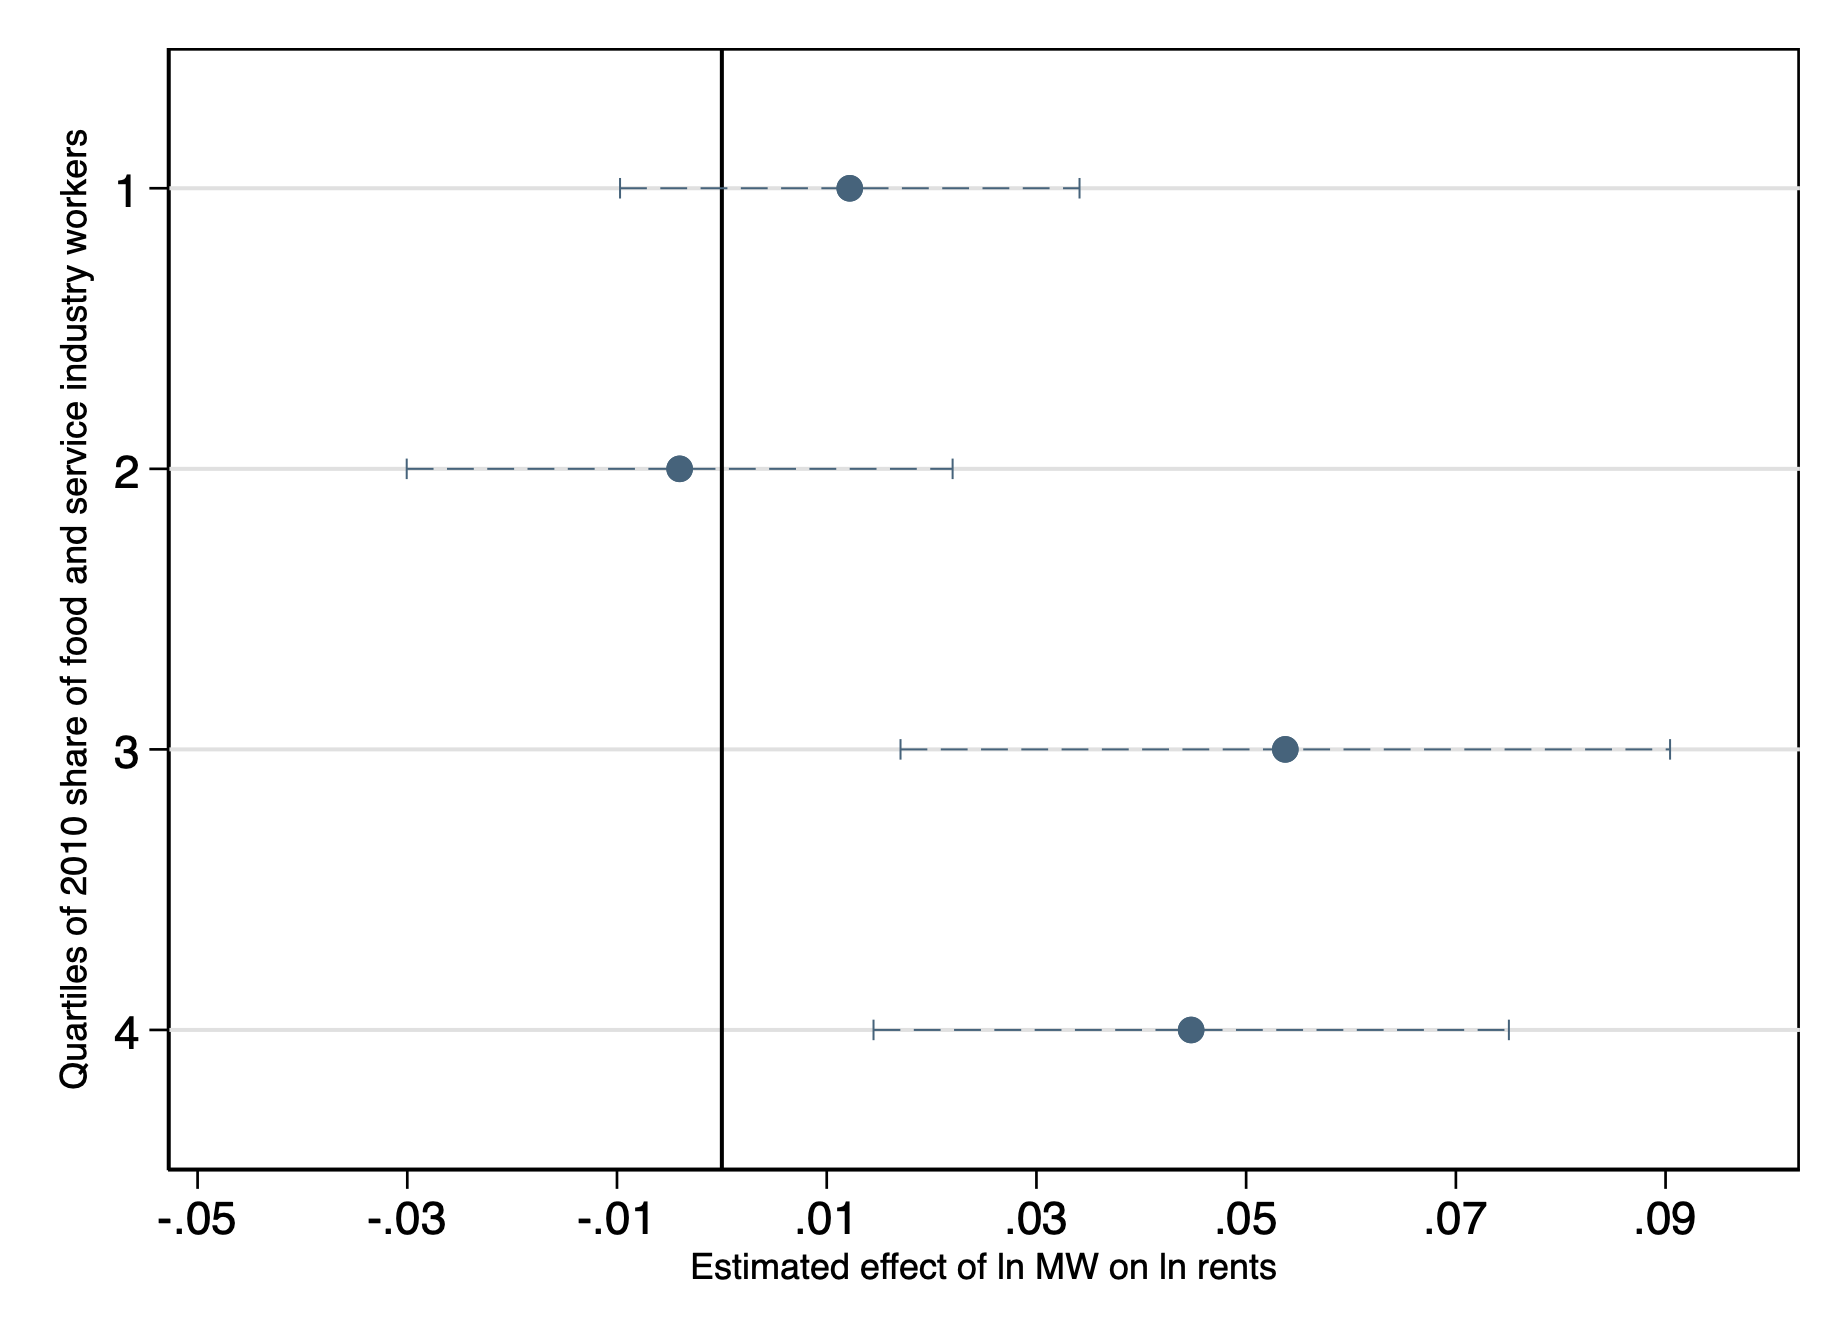 Quartiles of 2010 share of food and service industry workers
1
2
3
4
-.05 -.03 -.01 .01 .03 .05 .07 .09
Estimated effect of ln MW on ln rents